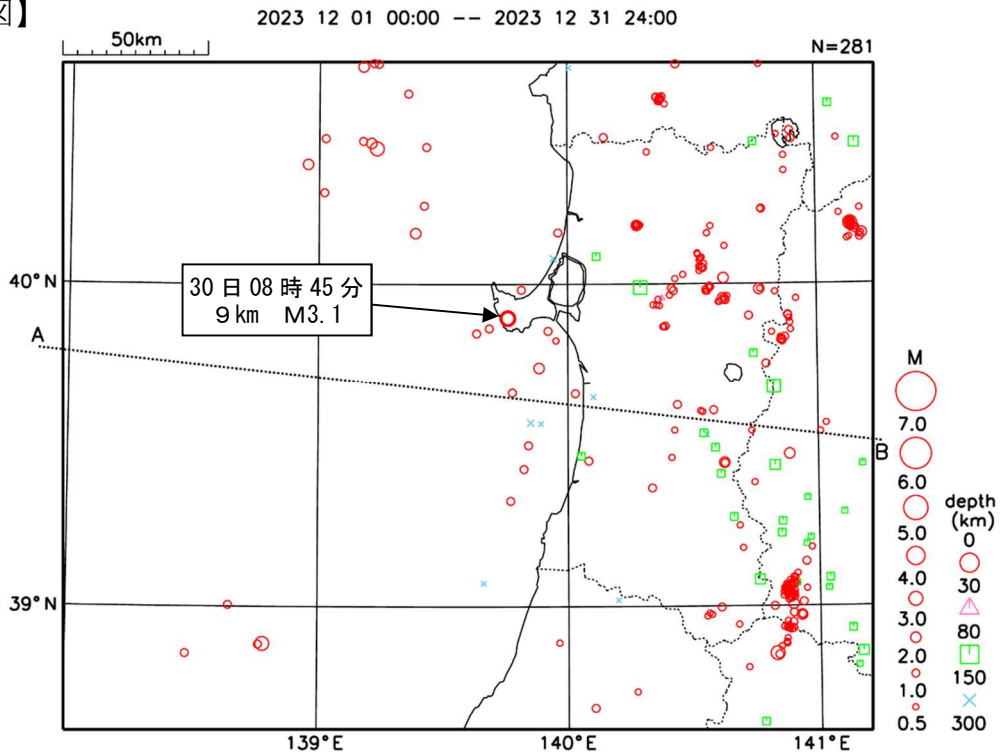 図】
2023 12 01 00:00 -- 2023 12 31 24:00
50km
N=281
40°N
30日08時45分
9km M3.1
A
B
39°N
139°E
140°E
141°E
M
7.0
6.0
5.0
4.0
3.0
2.0
1.0
0.5
depth
(km)
0
30
80
150
300